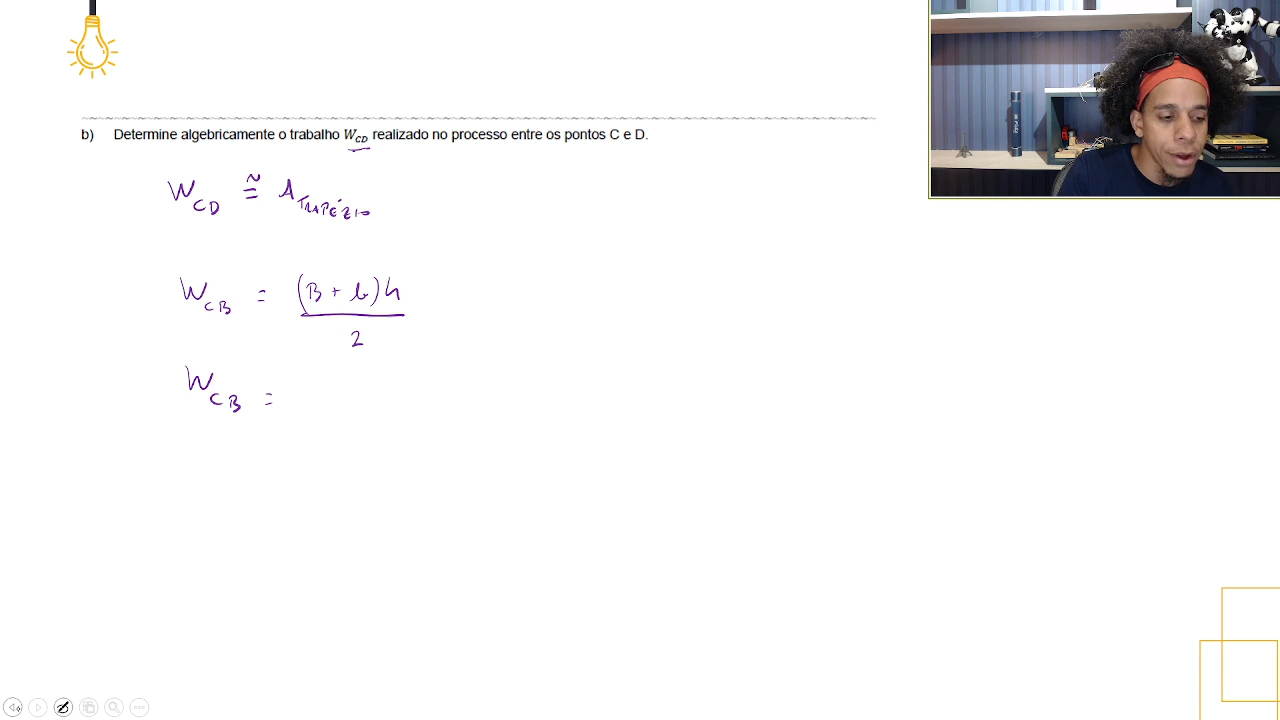 b) Determine algebricamente o trabalho W_CD realizado no processo entre os pontos C e D.
W_CD ≅ A_TRAPÉZIO
W_CB = (B + b)h
2
W_CB =